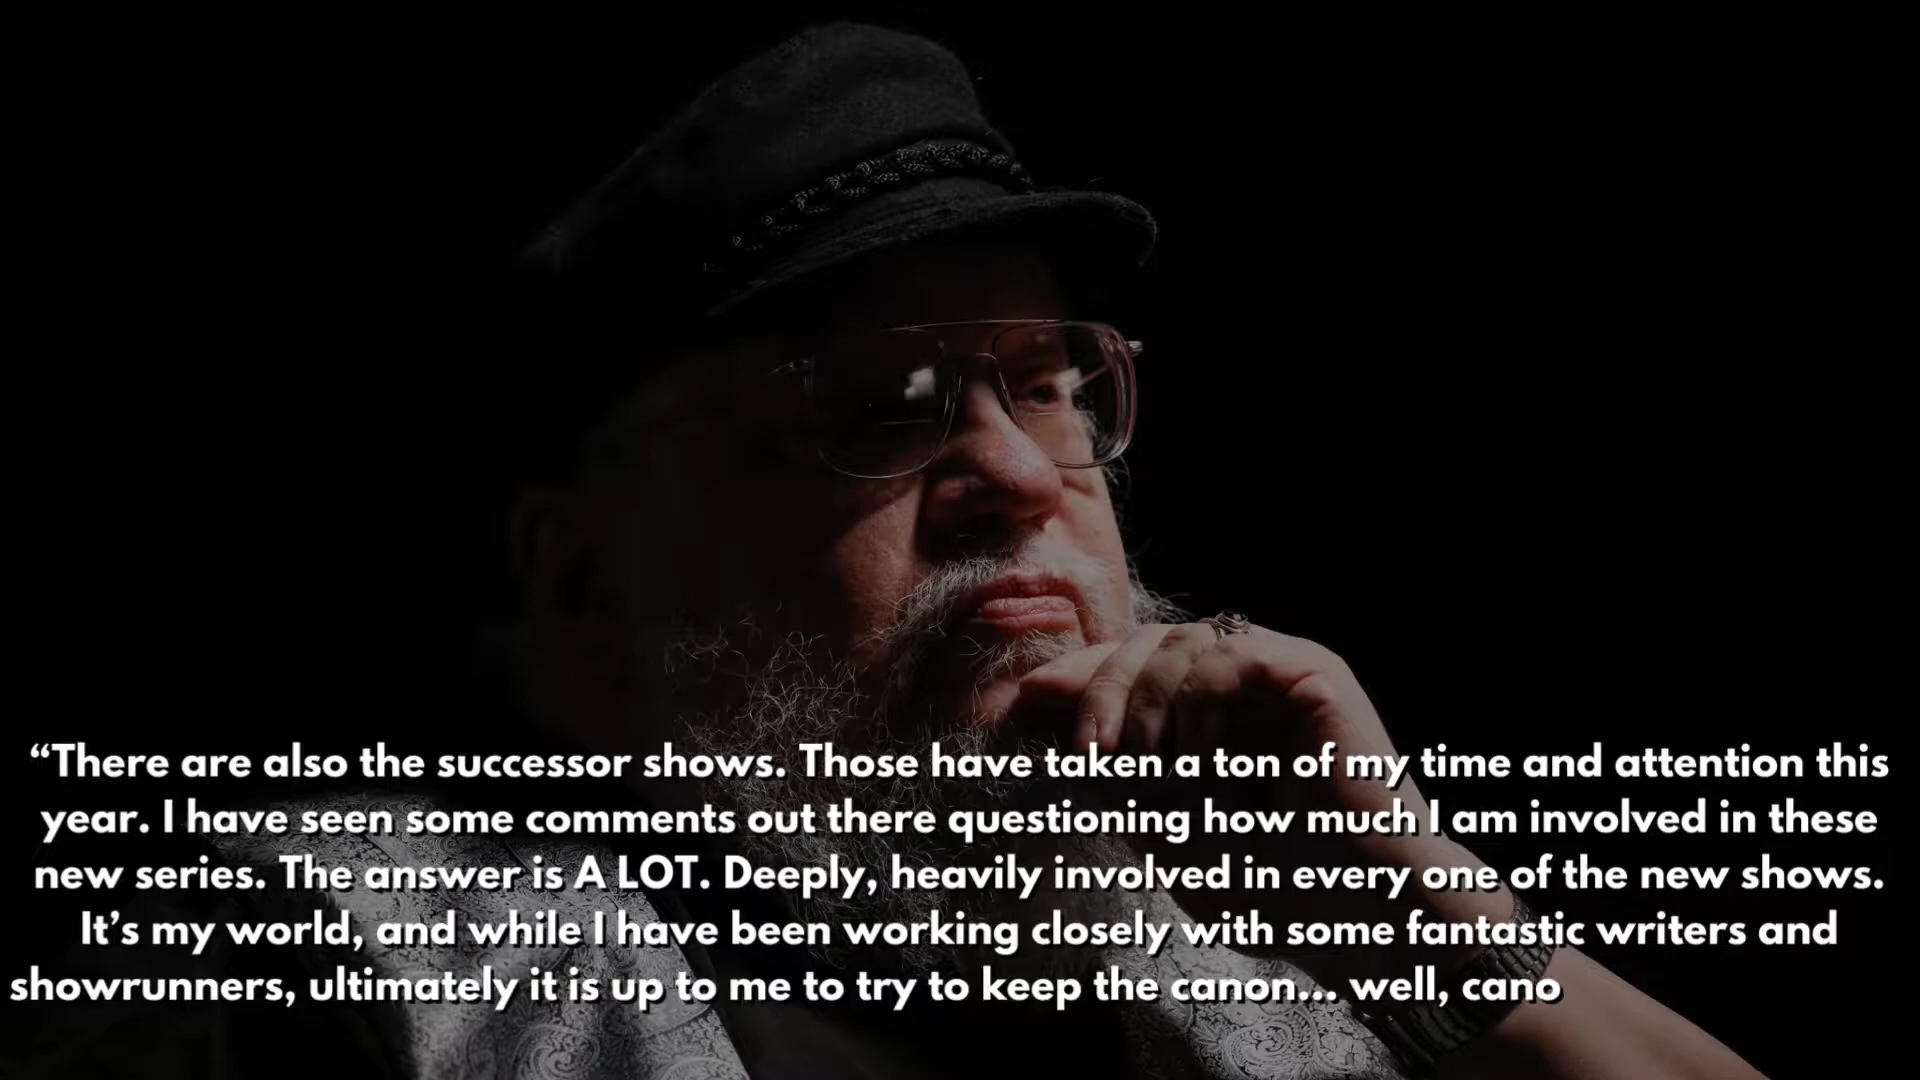 “There are also the successor shows. Those have taken a ton of my time and attention this
year. I have seen some comments out there questioning how much I am involved in these
new series. The answer is A LOT. Deeply, heavily involved in every one of the new shows.
It’s my world, and while I have been working closely with some fantastic writers and
showrunners, ultimately it is up to me to try to keep the canon... well, cano